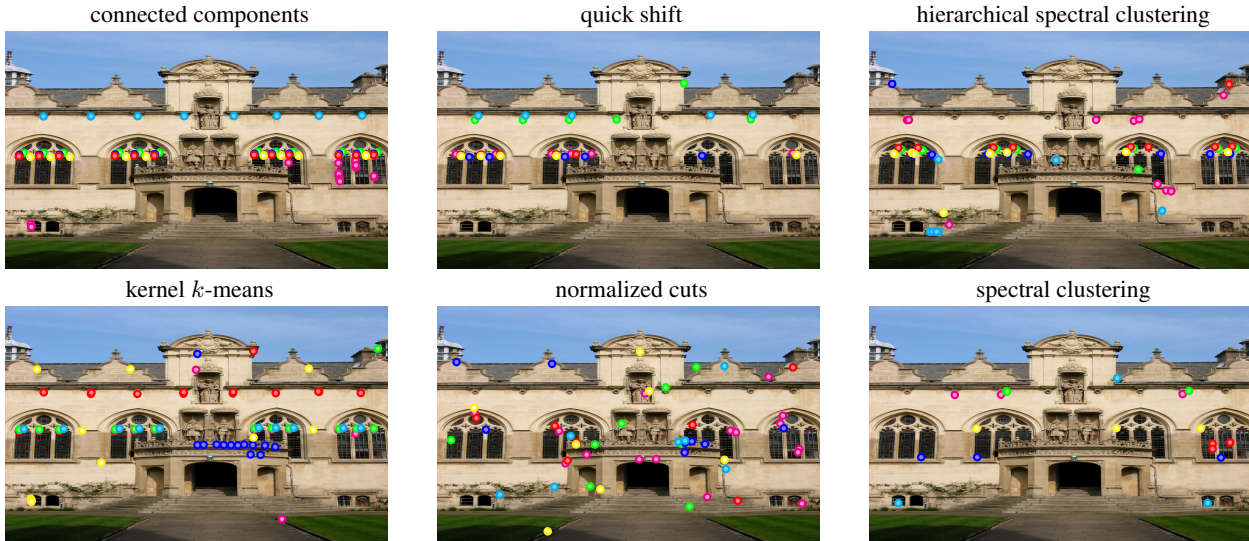 connected components
quick shift
hierarchical spectral clustering
kernel k-means
normalized cuts
spectral clustering